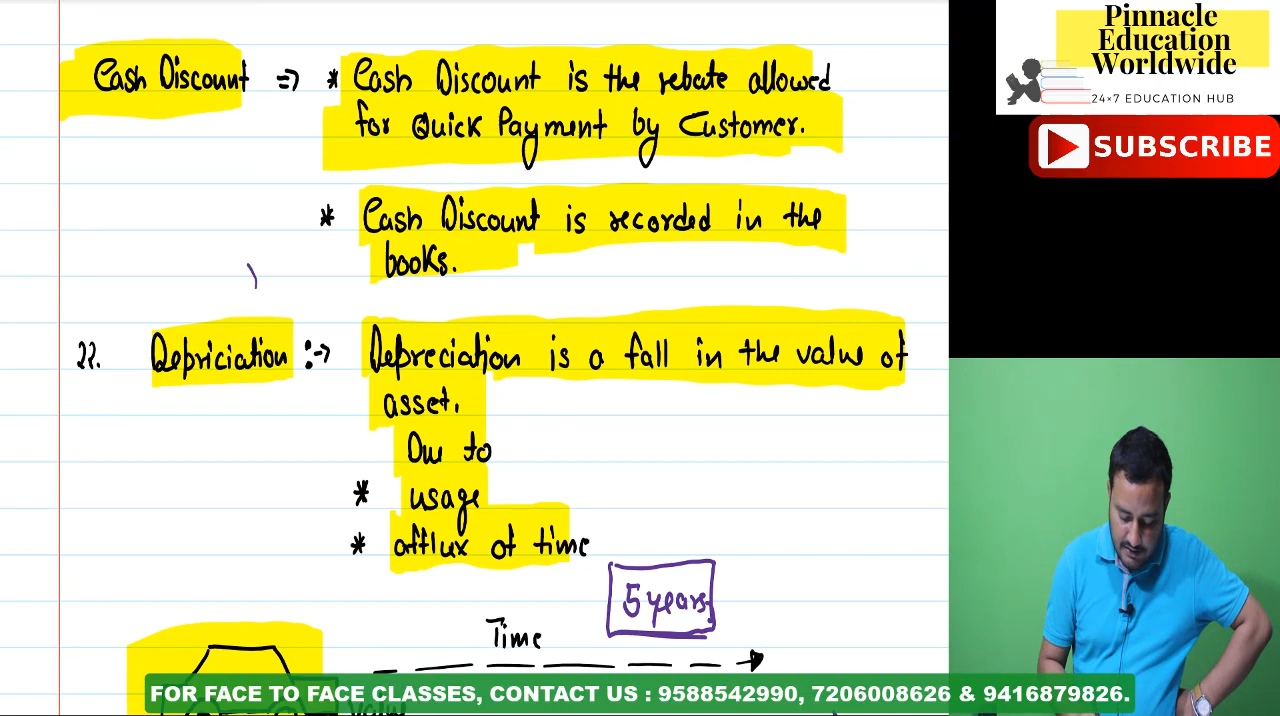 Cash Discount => * Cash Discount is the rebate allowed
for Quick Payment by Customer.
* Cash Discount is recorded in the
books.
22. Depriciation :-> Depreciation is a fall in the value of
asset.
Due to
* usage
* afflux of time
5 years
Time
Value
Pinnacle
Education
Worldwide
24×7 EDUCATION HUB
SUBSCRIBE
FOR FACE TO FACE CLASSES, CONTACT US : 9588542990, 7206008626 & 9416879826.